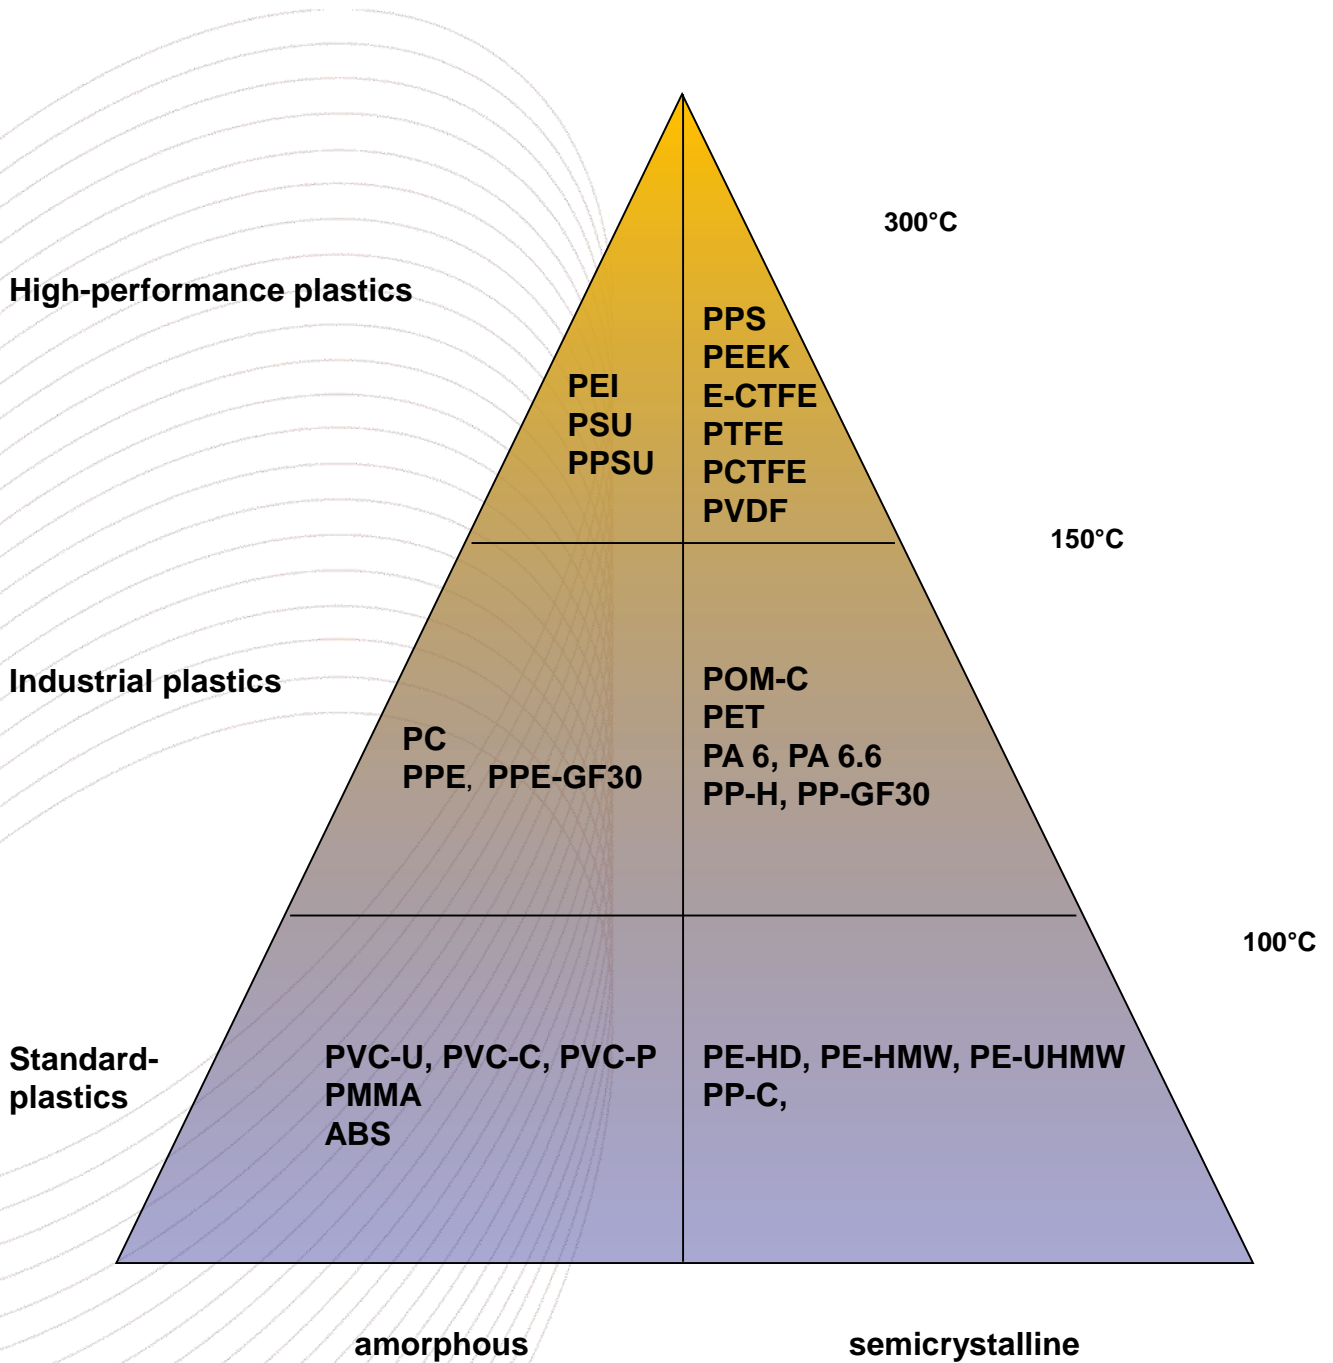 300°C
High-performance plastics
PPS
PEEK
E-CTFE
PTFE
PCTFE
PVDF
PEI
PSU
PPSU
150°C
Industrial plastics
PC
PPE, PPE-GF30
POM-C
PET
PA 6, PA 6.6
PP-H, PP-GF30
100°C
Standard-
plastics
PVC-U, PVC-C, PVC-P
PMMA
ABS
PE-HD, PE-HMW, PE-UHMW
PP-C,
amorphous
semicrystalline